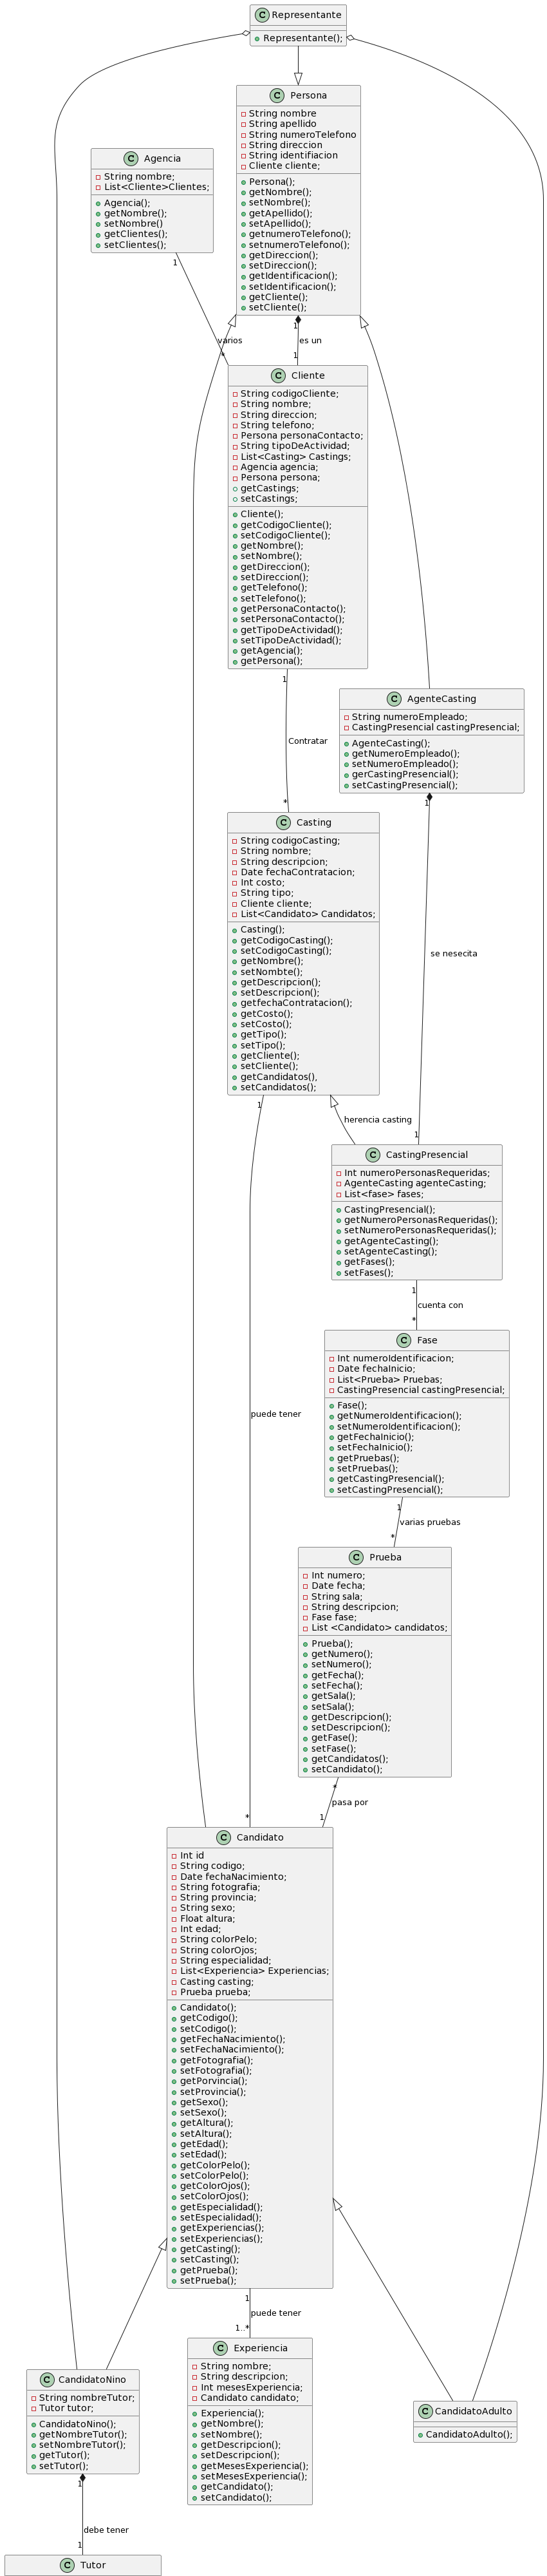 Representante
Representante();
Persona
String nombre
String apellido
String numeroTelefono
String direccion
String identifiacion
Cliente cliente;
Persona();
getNombre();
setNombre();
getApellido();
setApellido();
getnumeroTelefono();
setnumeroTelefono();
getDireccion();
setDireccion();
getIdentificacion();
setIdentificacion();
getCliente();
setCliente();
Agencia
String nombre;
List<Cliente>Clientes;
Agencia();
getNombre();
setNombre()
getClientes();
setClientes();
1
varios
*
1
es un
1
Cliente
String codigoCliente;
String nombre;
String direccion;
String telefono;
Persona personaContacto;
String tipoDeActividad;
List<Casting> Castings;
Agencia agencia;
Persona persona;
getCastings;
setCastings;
Cliente();
getCodigoCliente();
setCodigoCliente();
getNombre();
setNombre();
getDireccion();
setDireccion();
getTelefono();
setTelefono();
getPersonaContacto();
setPersonaContacto();
getTipoDeActividad();
setTipoDeActividad();
getAgencia();
getPersona();
1
Contratar
*
AgenteCasting
String numeroEmpleado;
CastingPresencial castingPresencial;
AgenteCasting();
getNumeroEmpleado();
setNumeroEmpleado();
gerCastingPresencial();
setCastingPresencial();
1
se nesecita
1
Casting
String codigoCasting;
String nombre;
String descripcion;
Date fechaContratacion;
Int costo;
String tipo;
Cliente cliente;
List<Candidato> Candidatos;
Casting();
getCodigoCasting();
setCodigoCasting();
getNombre();
setNombte();
getDescripcion();
setDescripcion();
getfechaContratacion();
getCosto();
setCosto();
getTipo();
setTipo();
getCliente();
setCliente();
getCandidatos(),
setCandidatos();
1
herencia casting
CastingPresencial
Int numeroPersonasRequeridas;
AgenteCasting agenteCasting;
List<fase> fases;
CastingPresencial();
getNumeroPersonasRequeridas();
setNumeroPersonasRequeridas();
getAgenteCasting();
setAgenteCasting();
getFases();
setFases();
1
cuenta con
*
Fase
Int numeroIdentificacion;
Date fechaInicio;
List<Prueba> Pruebas;
CastingPresencial castingPresencial;
Fase();
getNumeroIdentificacion();
setNumeroIdentificacion();
getFechaInicio();
setFechaInicio();
getPruebas();
setPruebas();
getCastingPresencial();
setCastingPresencial();
puede tener
1
varias pruebas
*
Prueba
Int numero;
Date fecha;
String sala;
String descripcion;
Fase fase;
List <Candidato> candidatos;
Prueba();
getNumero();
setNumero();
getFecha();
setFecha();
getSala();
setSala();
getDescripcion();
setDescripcion();
getFase();
setFase();
getCandidatos();
setCandidato();
*
pasa por
*
1
Candidato
Int id
String codigo;
Date fechaNacimiento;
String fotografia;
String provincia;
String sexo;
Float altura;
Int edad;
String colorPelo;
String colorOjos;
String especialidad;
List<Experiencia> Experiencias;
Casting casting;
Prueba prueba;
Candidato();
getCodigo();
setCodigo();
getFechaNacimiento();
setFechaNacimiento();
getFotografia();
setFotografia();
getPorvincia();
setProvincia();
getSexo();
setSexo();
getAltura();
setAltura();
getEdad();
setEdad();
getColorPelo();
setColorPelo();
getColorOjos();
setColorOjos();
getEspecialidad();
setEspecialidad();
getExperiencias();
setExperiencias();
getCasting();
setCasting();
getPrueba();
setPrueba();
1
puede tener
1..*
CandidatoNino
String nombreTutor;
Tutor tutor;
CandidatoNino();
getNombreTutor();
setNombreTutor();
getTutor();
setTutor();
Experiencia
String nombre;
String descripcion;
Int mesesExperiencia;
Candidato candidato;
Experiencia();
getNombre();
setNombre();
getDescripcion();
setDescripcion();
getMesesExperiencia();
setMesesExperiencia();
getCandidato();
setCandidato();
CandidatoAdulto
CandidatoAdulto();
1
debe tener
1
Tutor